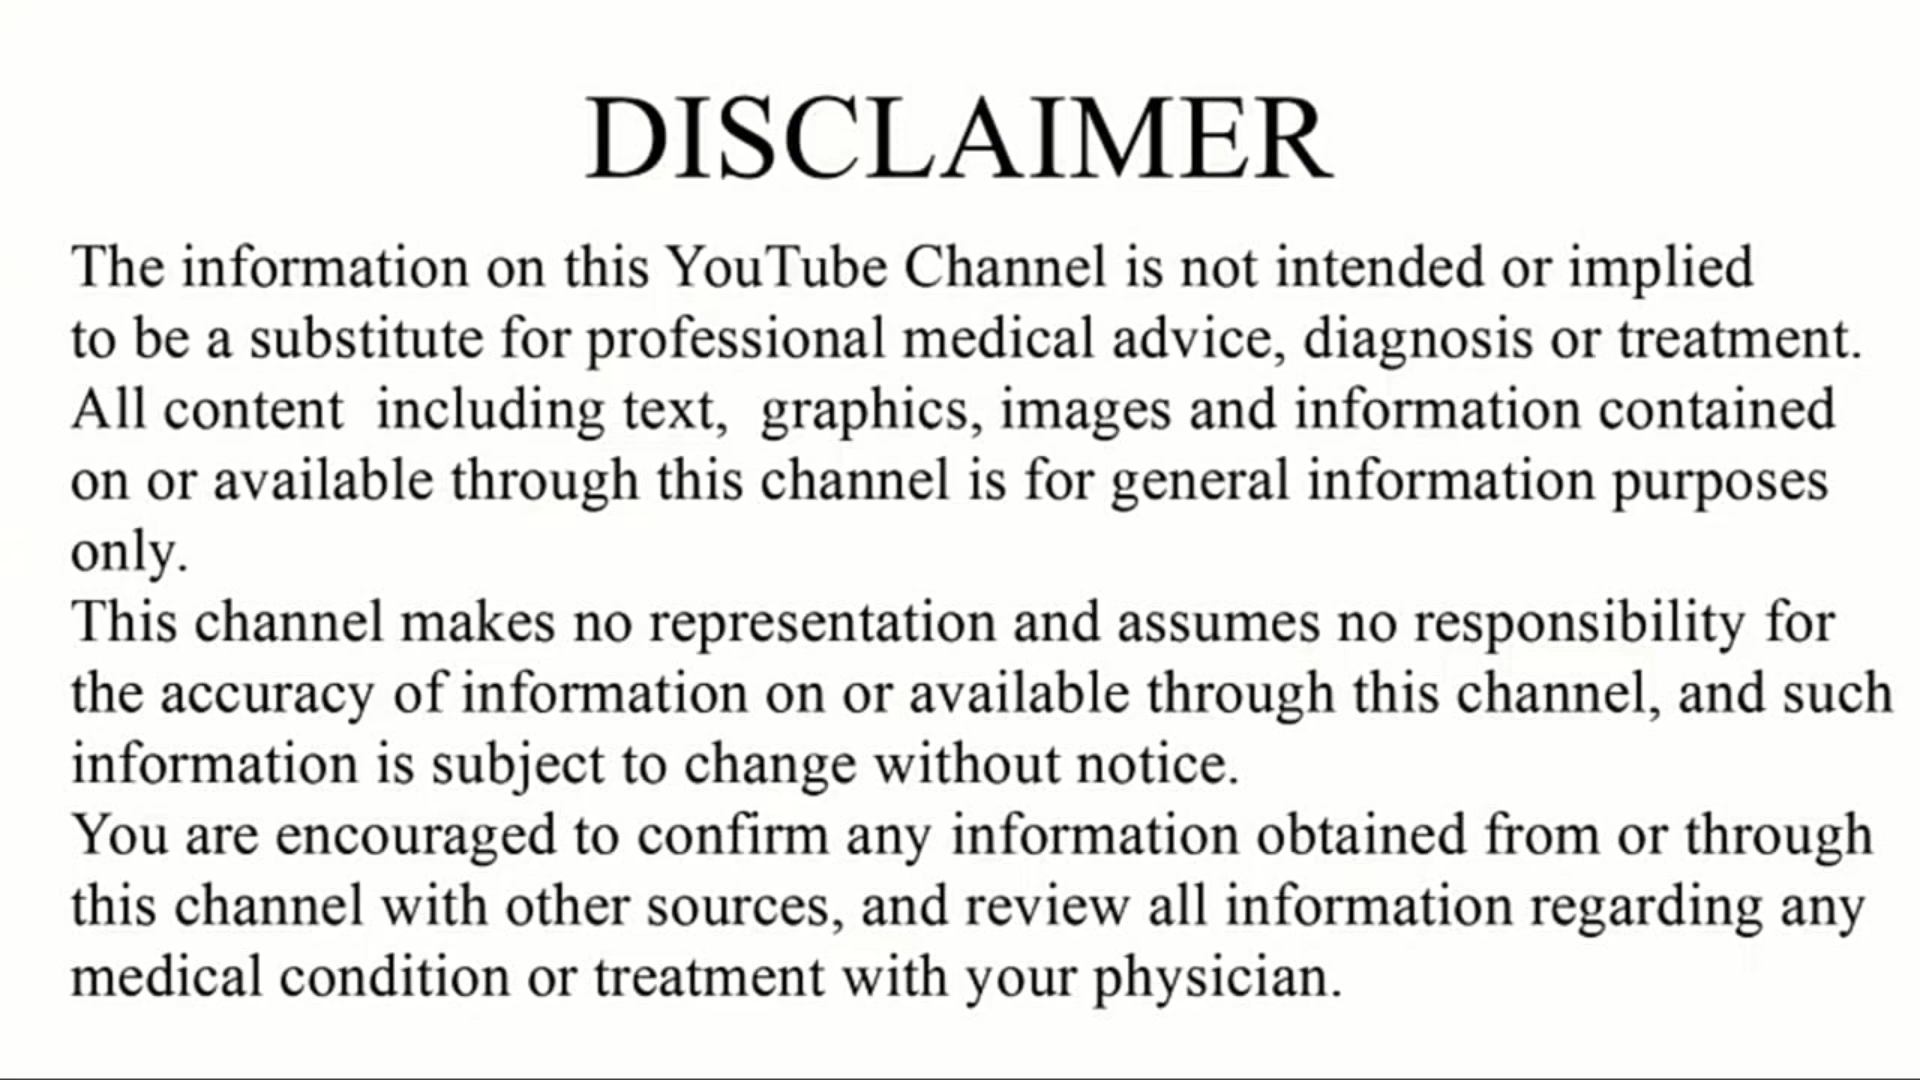 DISCLAIMER
The information on this YouTube Channel is not intended or implied
to be a substitute for professional medical advice, diagnosis or treatment.
All content  including text,  graphics, images and information contained
on or available through this channel is for general information purposes
only.
This channel makes no representation and assumes no responsibility for
the accuracy of information on or available through this channel, and such
information is subject to change without notice.
You are encouraged to confirm any information obtained from or through
this channel with other sources, and review all information regarding any
medical condition or treatment with your physician.